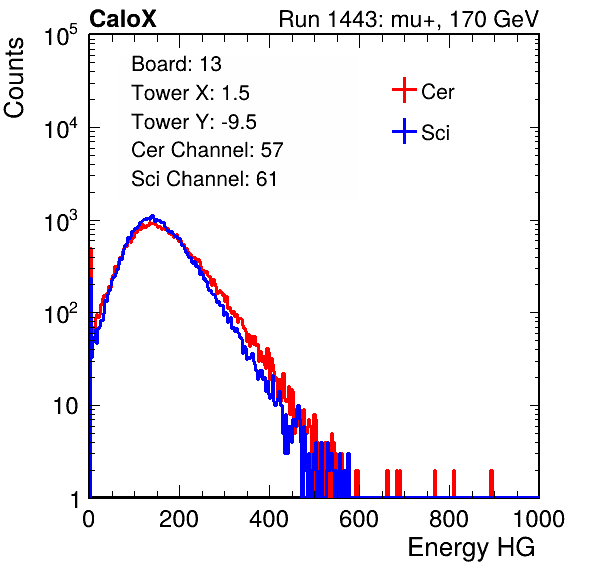 CaloX Run 1443: mu+, 170 GeV
Counts
Board: 13
Tower X: 1.5
Tower Y: -9.5
Cer Channel: 57
Sci Channel: 61
Cer
Sci
10^5
10^4
10^3
10^2
10
1
0 200 400 600 800 1000
Energy HG